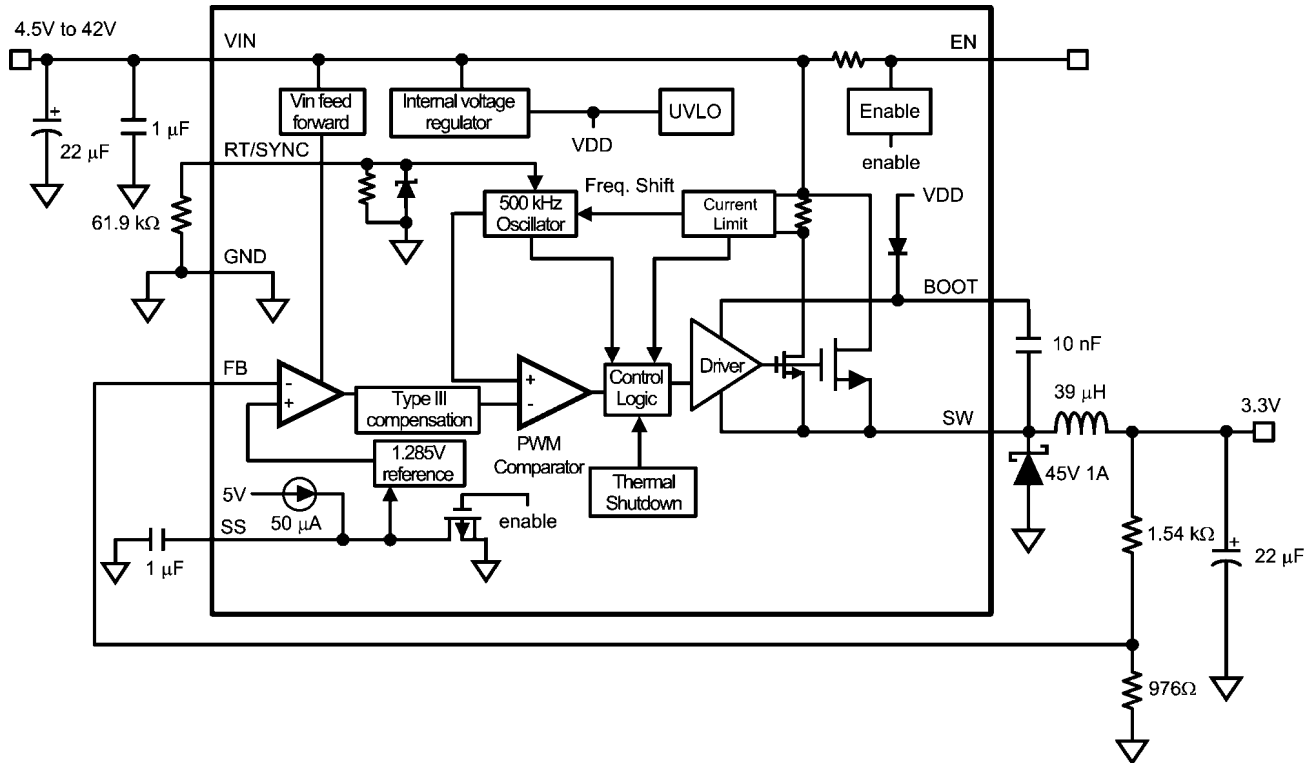 4.5V to 42V
VIN
EN
Vin feed
forward
Internal voltage
regulator
UVLO
Enable
+
22 μF
1 μF
VDD
enable
RT/SYNC
Freq. Shift
500 kHz
Oscillator
Current
Limit
VDD
61.9 kΩ
GND
BOOT
10 nF
FB
-
+
Type III
compensation
+
-
Control
Logic
Driver
39 μH
3.3V
SW
PWM
Comparator
1.285V
reference
45V 1A
Thermal
Shutdown
5V
50 μA
enable
SS
1 μF
1.54 kΩ
+
22 μF
976Ω